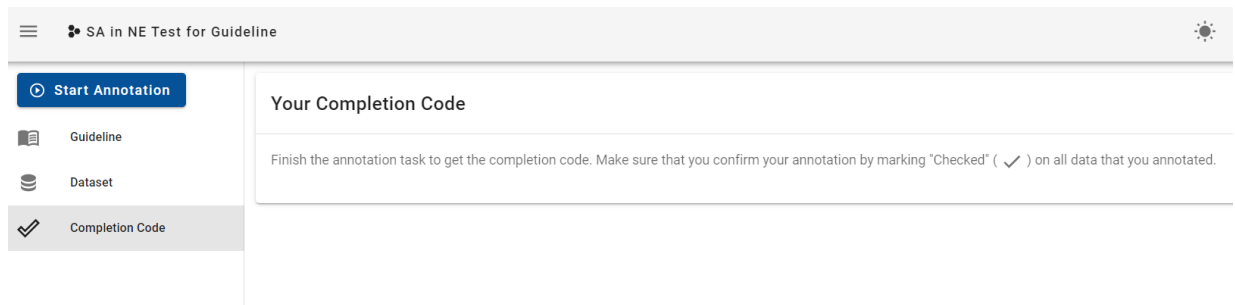 SA in NE Test for Guideline
Start Annotation
Guideline
Dataset
Completion Code
Your Completion Code
Finish the annotation task to get the completion code. Make sure that you confirm your annotation by marking "Checked" ( ✓ ) on all data that you annotated.